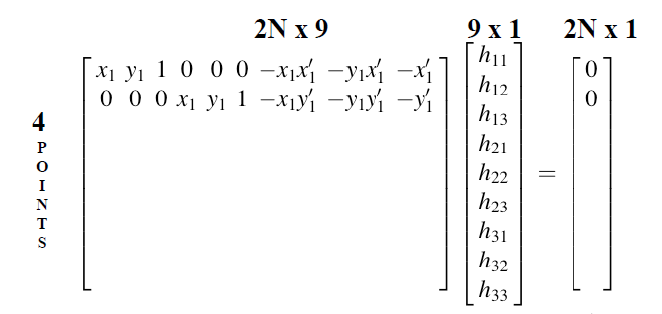 2N x 9 9 x 1 2N x 1
x₁ y₁ 1 0 0 0 −x₁x′₁ −y₁x′₁ −x′₁
0 0 0 x₁ y₁ 1 −x₁y′₁ −y₁y′₁ −y′₁
4
P
O
I
N
T
S
h₁₁
h₁₂
h₁₃
h₂₁
h₂₂
h₂₃
h₃₁
h₃₂
h₃₃
=
0
0